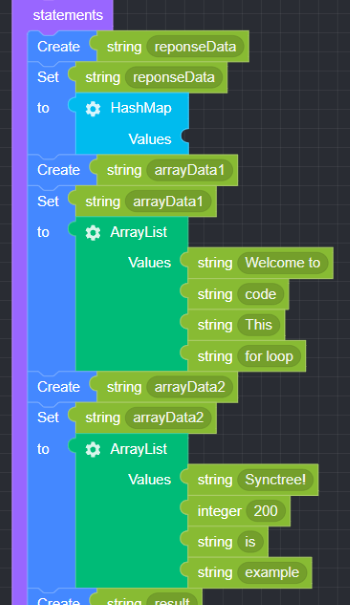 statements
Create string reponseData
Set string reponseData
to HashMap
Values
Create string arrayData1
Set string arrayData1
to ArrayList
Values string Welcome to
string code
string This
string for loop
Create string arrayData2
Set string arrayData2
to ArrayList
Values string Synctree!
integer 200
string is
string example
Create string result